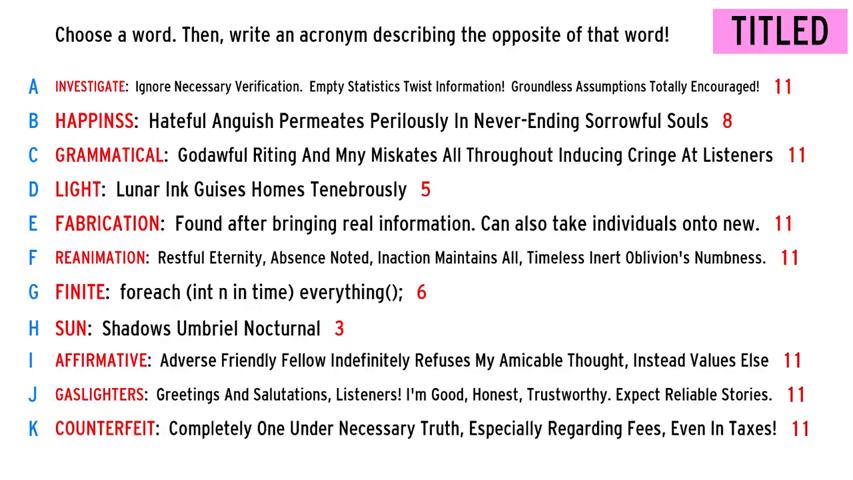 Choose a word. Then, write an acronym describing the opposite of that word!
TITLED
A INVESTIGATE: Ignore Necessary Verification. Empty Statistics Twist Information! Groundless Assumptions Totally Encouraged! 11
B HAPPINSS: Hateful Anguish Permeates Perilously In Never-Ending Sorrowful Souls 8
C GRAMMATICAL: Godawful Riting And Mny Miskates All Throughout Inducing Cringe At Listeners 11
D LIGHT: Lunar Ink Guises Homes Tenebrously 5
E FABRICATION: Found after bringing real information. Can also take individuals onto new. 11
F REANIMATION: Restful Eternity, Absence Noted, Inaction Maintains All, Timeless Inert Oblivion's Numbness. 11
G FINITE: foreach (int n in time) everything(); 6
H SUN: Shadows Umbriel Nocturnal 3
I AFFIRMATIVE: Adverse Friendly Fellow Indefinitely Refuses My Amicable Thought, Instead Values Else 11
J GASLIGHTERS: Greetings And Salutations, Listeners! I'm Good, Honest, Trustworthy. Expect Reliable Stories. 11
K COUNTERFEIT: Completely One Under Necessary Truth, Especially Regarding Fees, Even In Taxes! 11